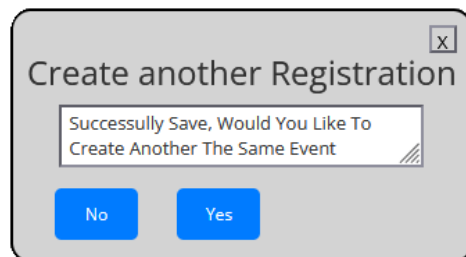 x
Create another Registration
Successully Save, Would You Like To
Create Another The Same Event
No Yes